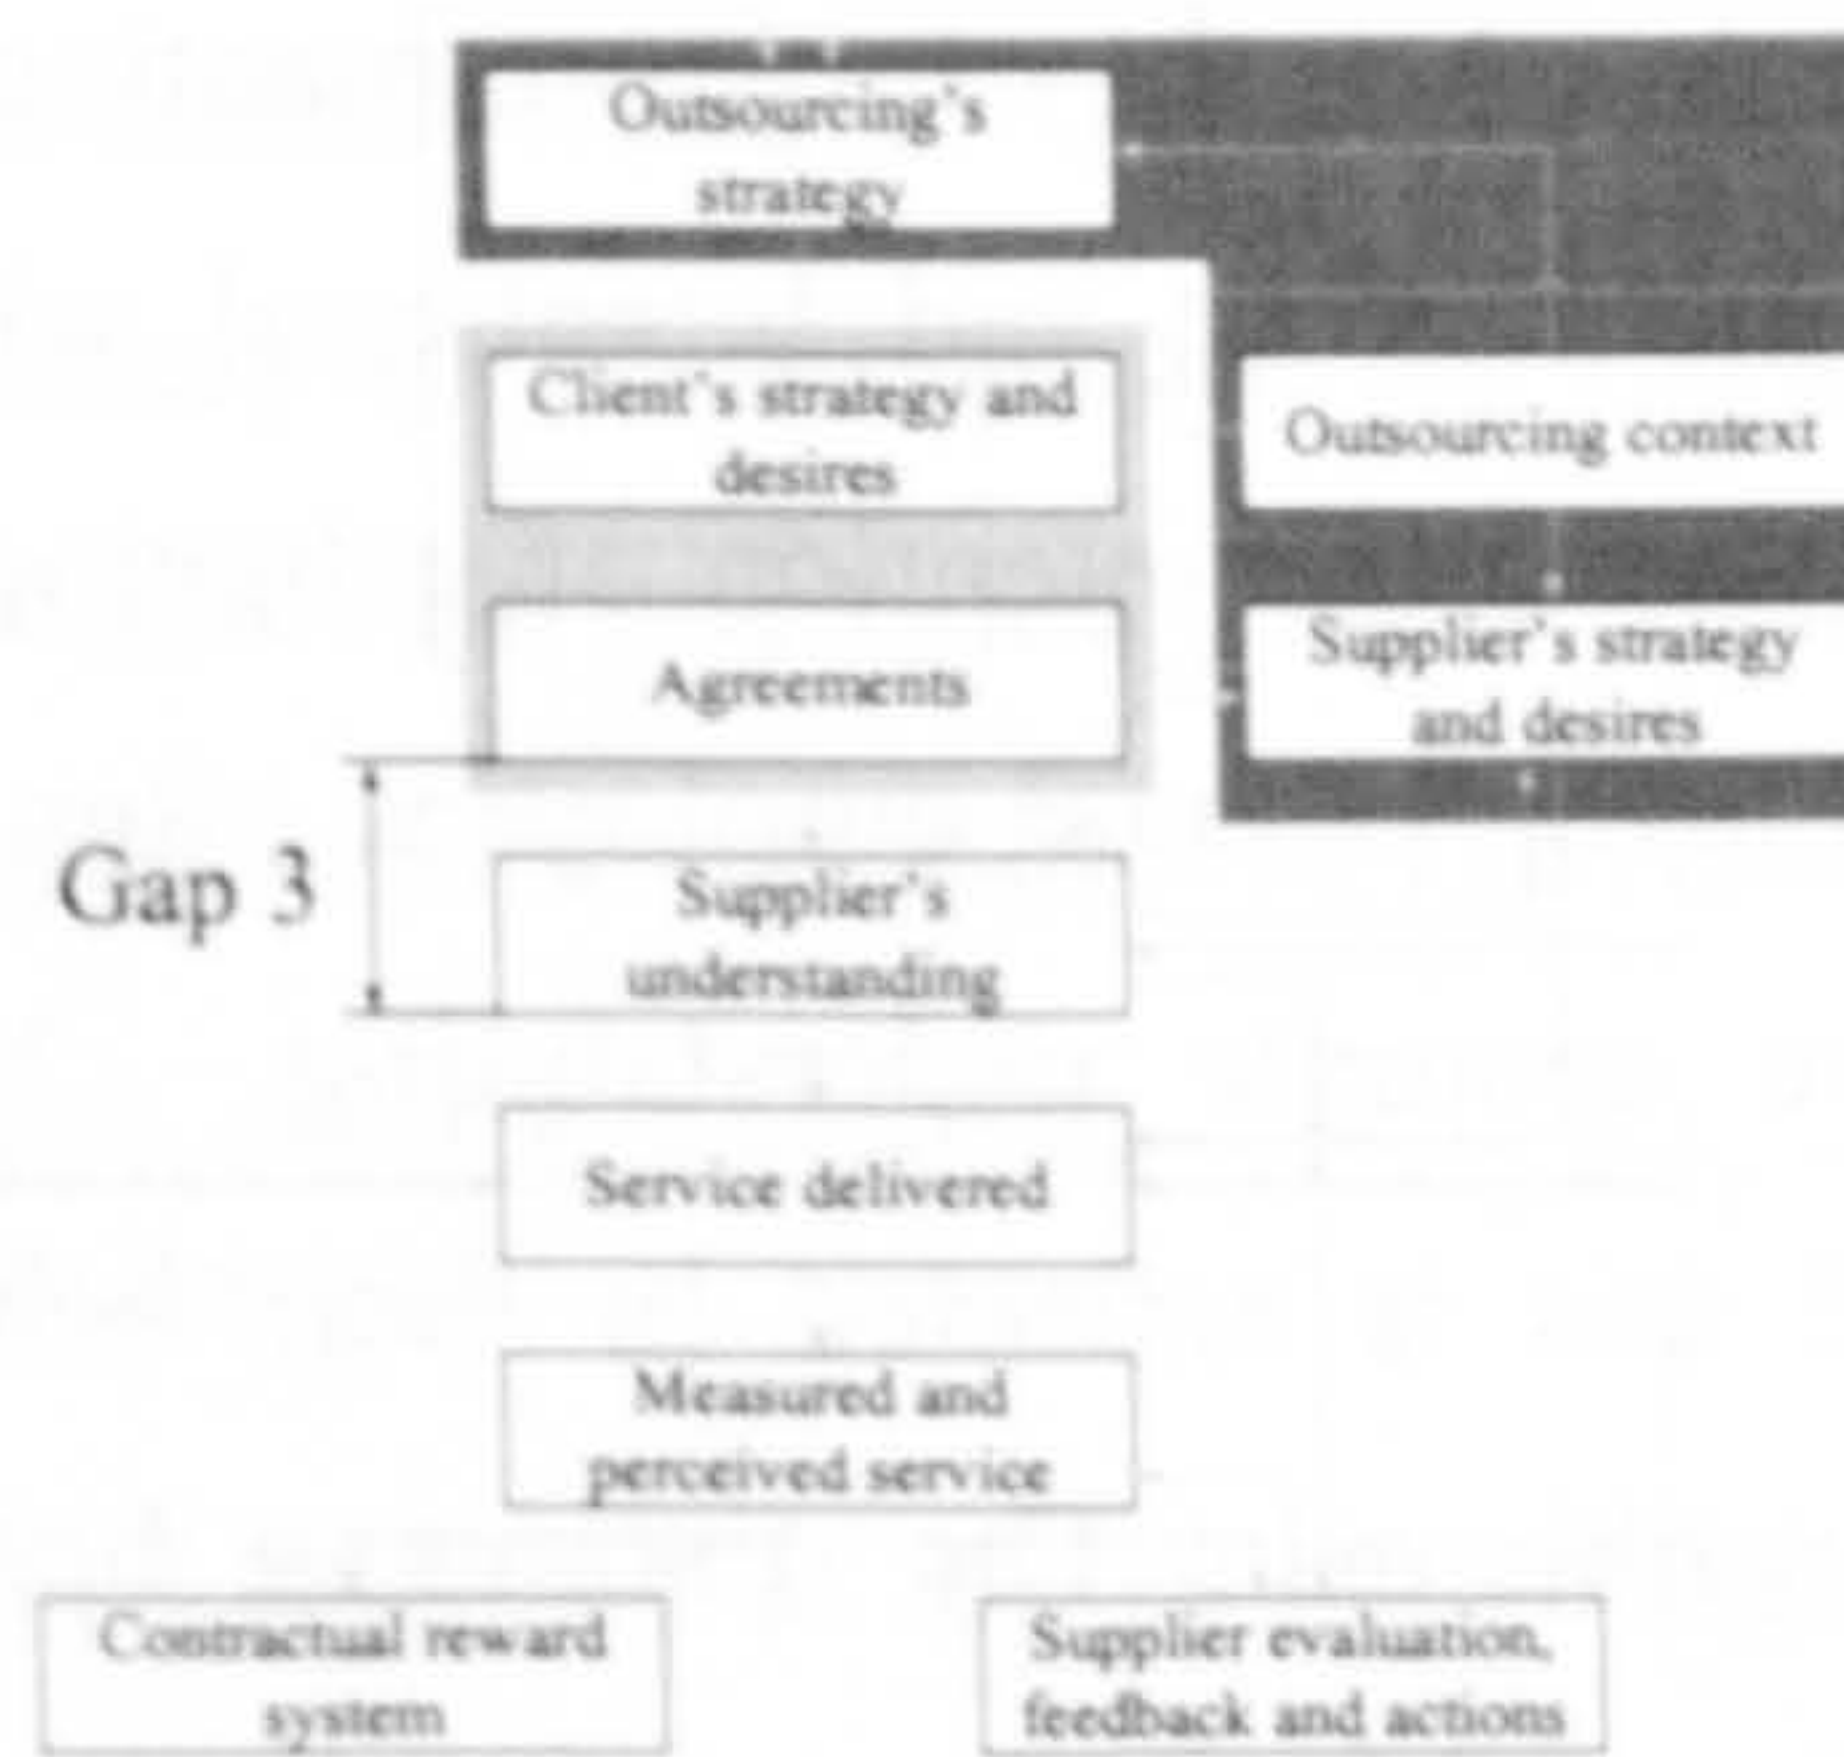 Outsourcing's
strategy
Client's strategy and
desires
Outsourcing context
Agreements
Supplier's strategy
and desires
Gap 3
Supplier's
understanding
Service delivered
Measured and
perceived service
Contractual reward
system
Supplier evaluation,
feedback and actions